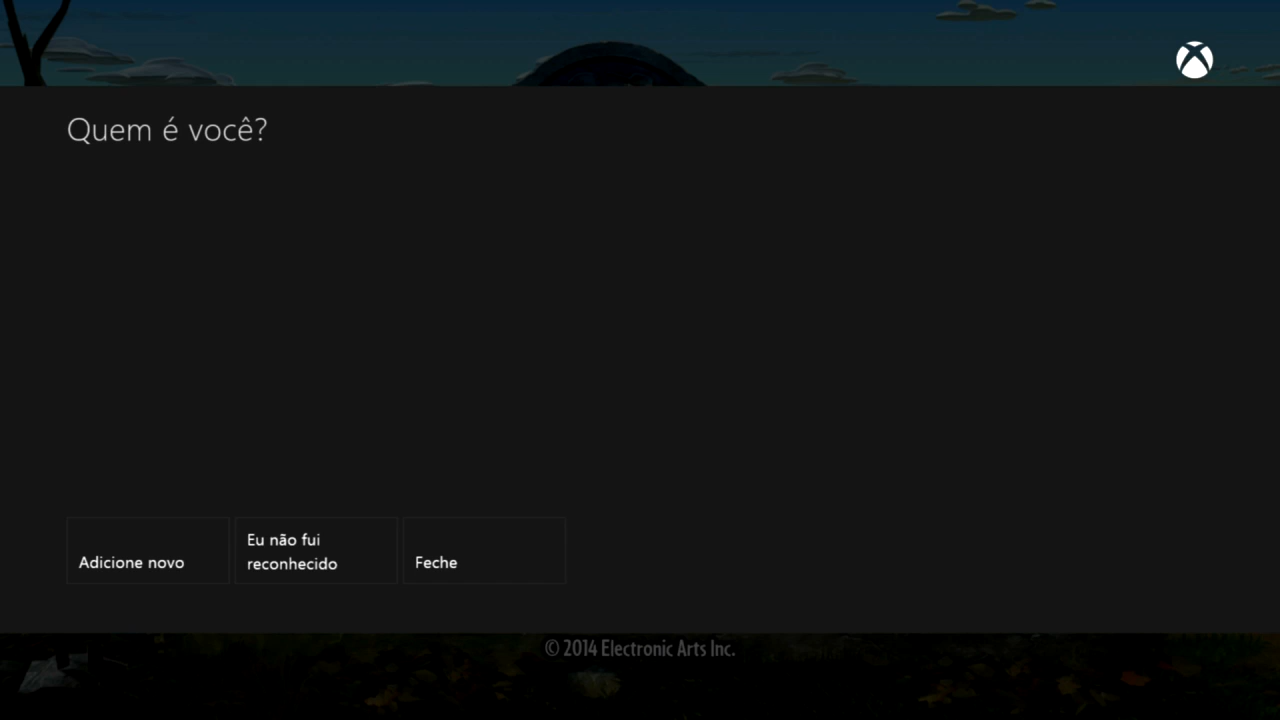 Quem é você?
Adicione novo
Eu não fui
reconhecido
Feche
© 2014 Electronic Arts Inc.